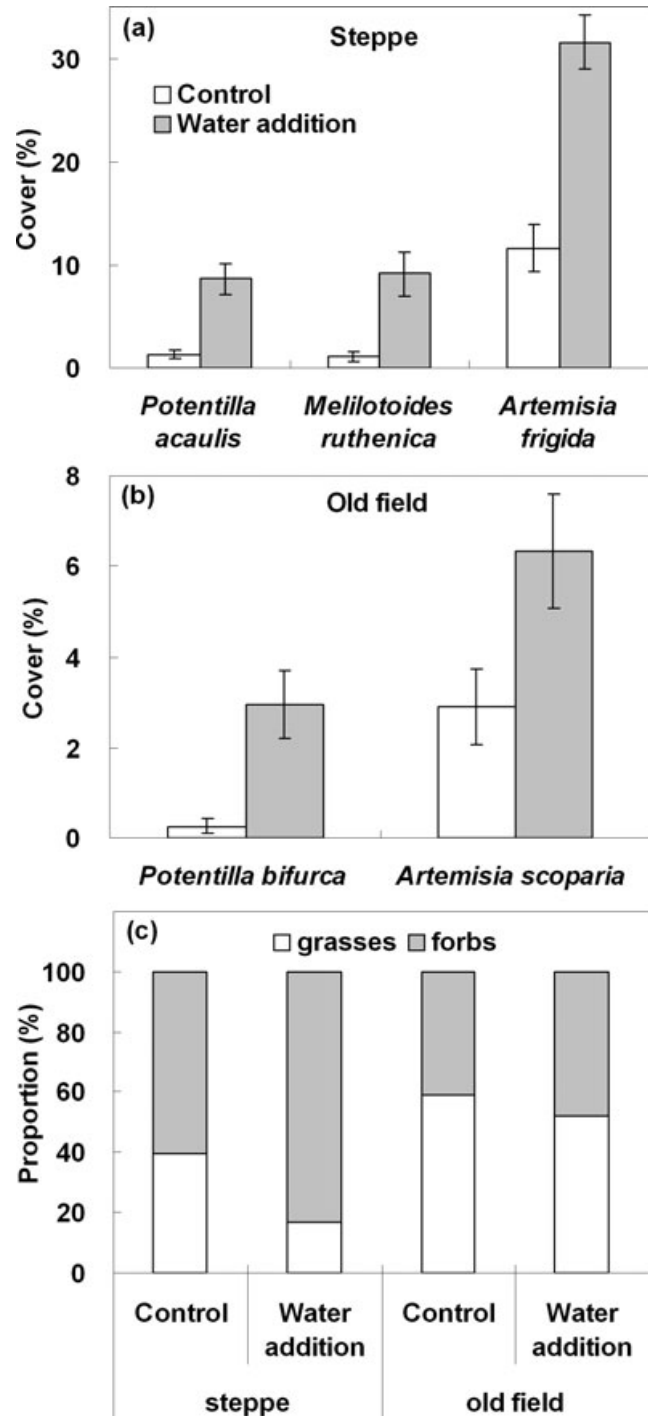 (a) Steppe
Control
Water addition
Cover (%)
30
20
10
0
Potentilla acaulis
Melilotoides ruthenica
Artemisia frigida
(b) Old field
Cover (%)
8
6
4
2
0
Potentilla bifurca
Artemisia scoparia
(c)
grasses forbs
Proportion (%)
100
80
60
40
20
0
Control
Water addition
Control
Water addition
steppe
old field